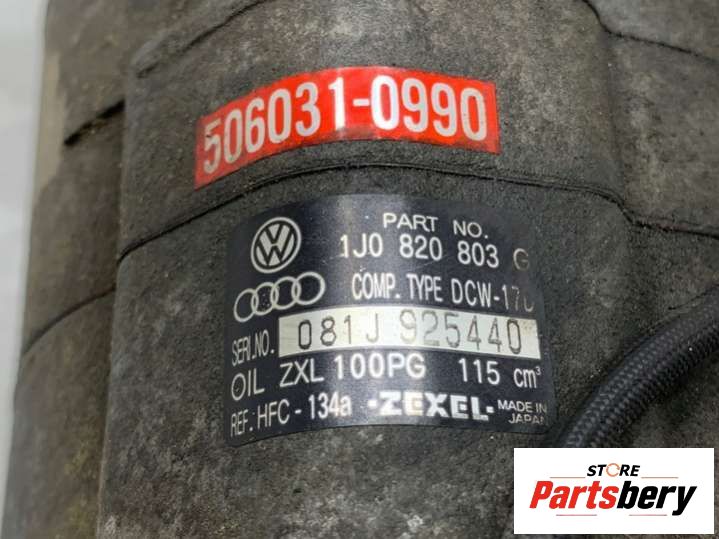 506031-0990
PART NO.
1J0 820 803 G
COMP. TYPE DCW-17D
SERI.NO. 081J 925440
OIL ZXL 100PG 115 cm³
REF. HFC - 134a -ZEXEL- MADE IN
JAPAN
STORE
Partsbery